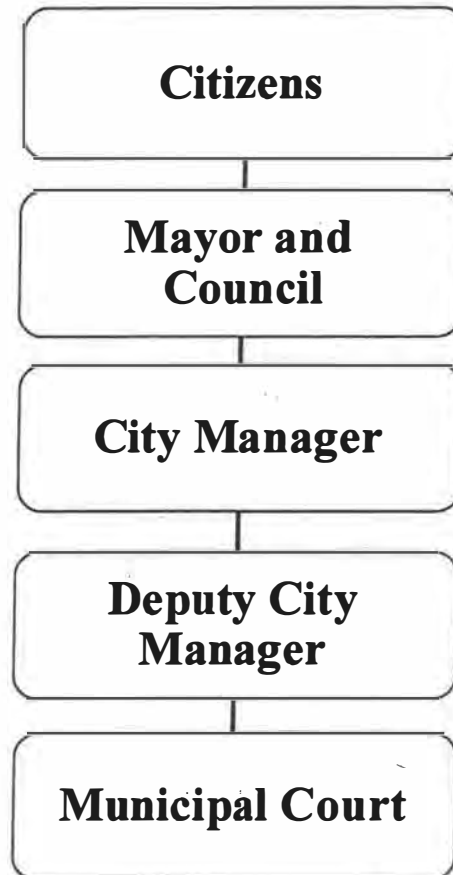 Citizens
Mayor and
Council
City Manager
Deputy City
Manager
Municipal Court